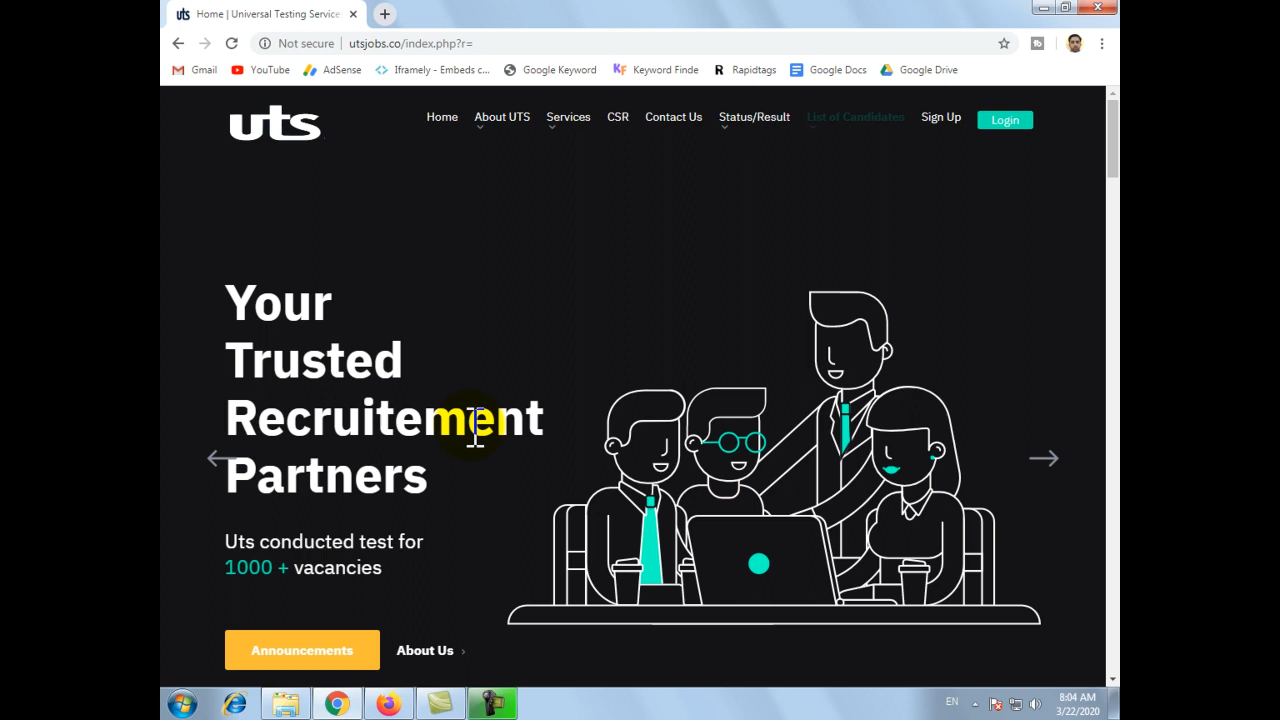 uts Home | Universal Testing Service
Not secure | utsjobs.co/index.php?r=
Gmail YouTube AdSense Iframely - Embeds c... Google Keyword Keyword Finde Rapidtags Google Docs Google Drive
uts Home About UTS Services CSR Contact Us Status/Result List of Candidates Sign Up Login
Your
Trusted
Recruitement
Partners
Uts conducted test for
1000 + vacancies
Announcements About Us
EN 8:04 AM
3/22/2020